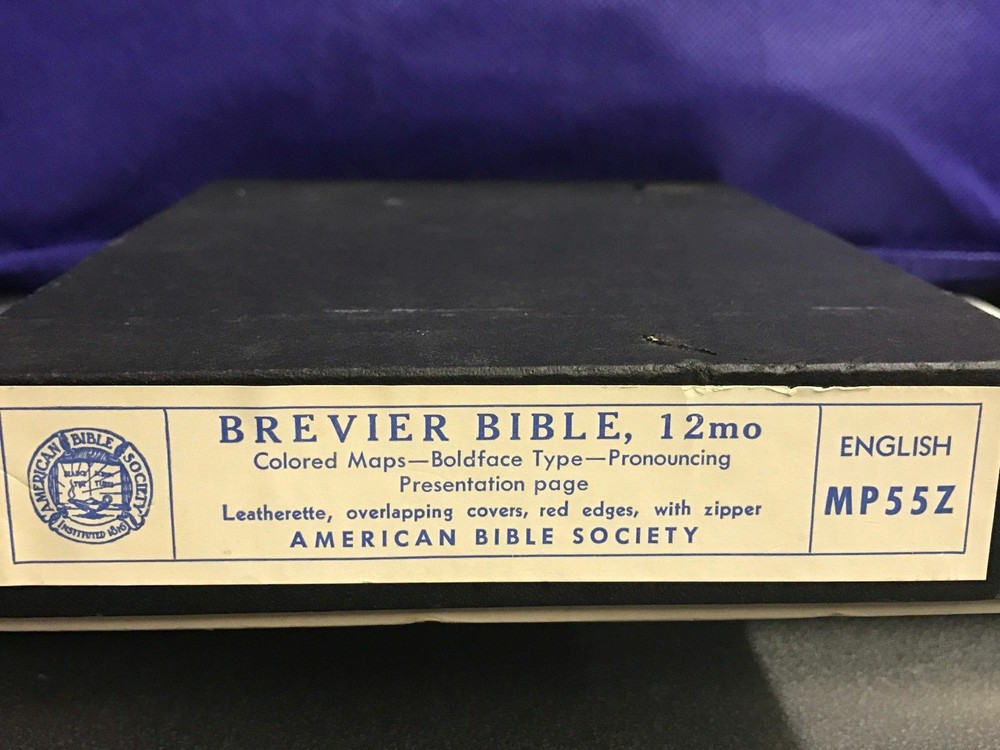 AMERICAN BIBLE SOCIETY
INSTITUTED 1816
BREVIER BIBLE, 12mo
Colored Maps—Boldface Type—Pronouncing
Presentation page
Leatherette, overlapping covers, red edges, with zipper
AMERICAN BIBLE SOCIETY
ENGLISH
MP55Z